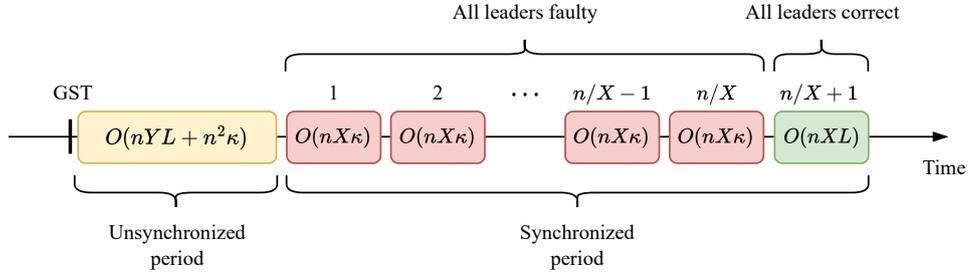 All leaders faulty
All leaders correct
GST
1
2
⋯
n/X − 1
n/X
n/X + 1
O(nYL + n²κ)
O(nXκ)
O(nXκ)
O(nXκ)
O(nXκ)
O(nXL)
Time
Unsynchronized
period
Synchronized
period